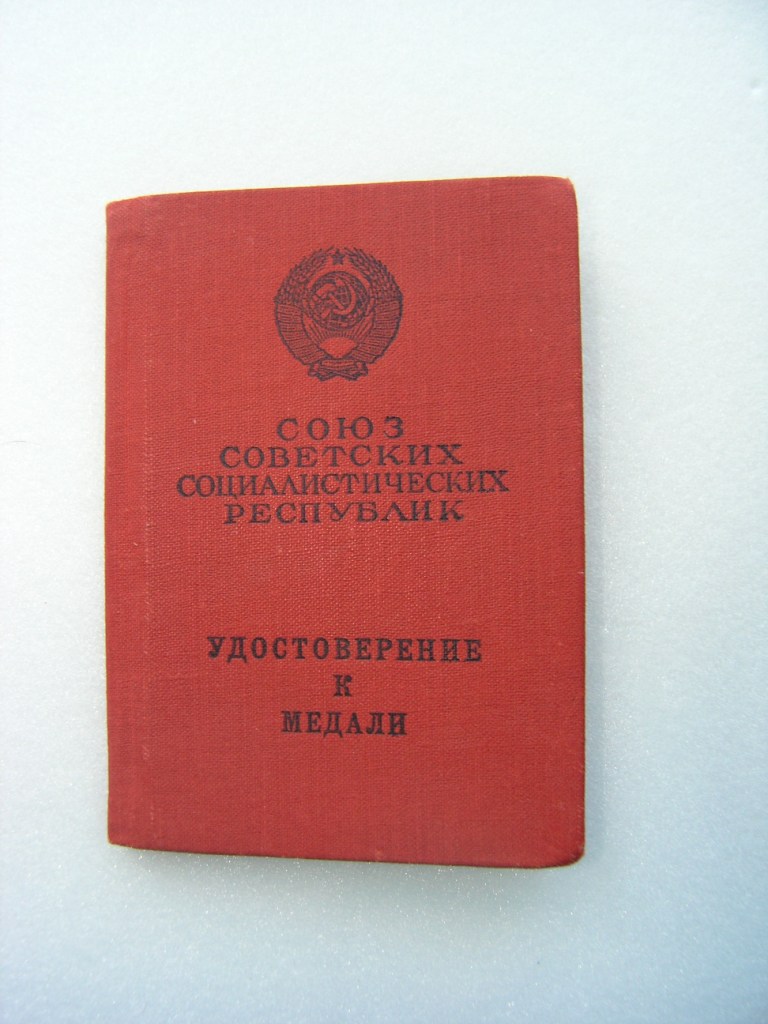 СОЮЗ
СОВЕТСКИХ
СОЦИАЛИСТИЧЕСКИХ
РЕСПУБЛИК
УДОСТОВЕРЕНИЕ
К
МЕДАЛИ